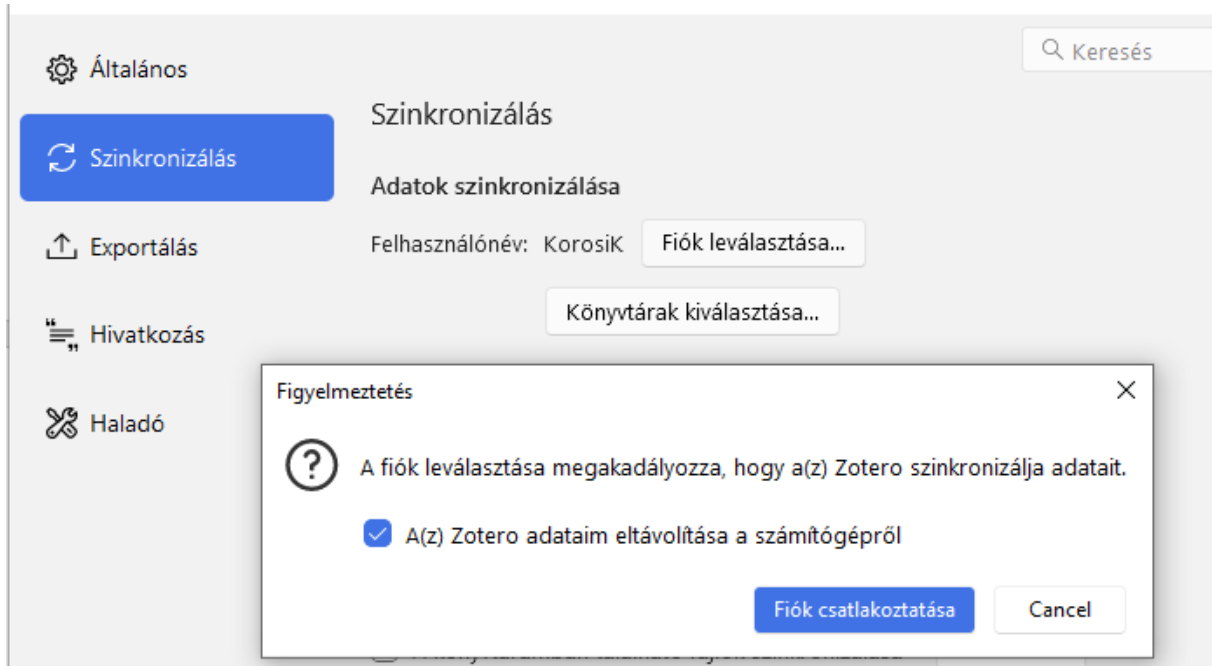 Általános
Keresés
Szinkronizálás
Szinkronizálás
Adatok szinkronizálása
Exportálás
Felhasználónév: KorosiK Fiók leválasztása...
Könyvtárak kiválasztása...
Hivatkozás
Haladó
Figyelmeztetés
A fiók leválasztása megakadályozza, hogy a(z) Zotero szinkronizálja adatait.
A(z) Zotero adataim eltávolítása a számítógépről
Fiók csatlakoztatása Cancel